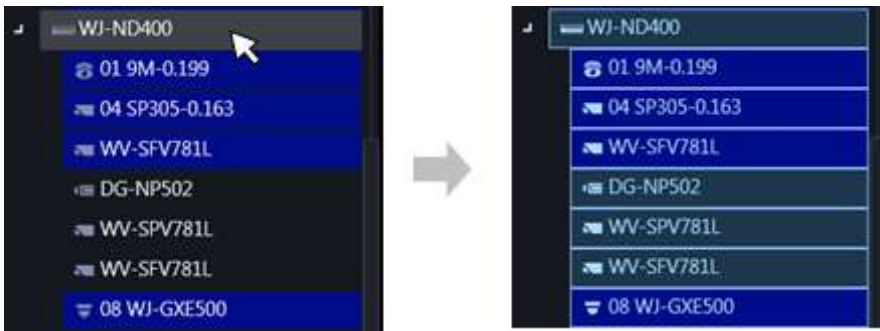 WJ-ND400
01 9M-0.199
04 SP305-0.163
WV-SFV781L
DG-NP502
WV-SPV781L
WV-SFV781L
08 WJ-GXE500
WJ-ND400
01 9M-0.199
04 SP305-0.163
WV-SFV781L
DG-NP502
WV-SPV781L
WV-SFV781L
08 WJ-GXE500